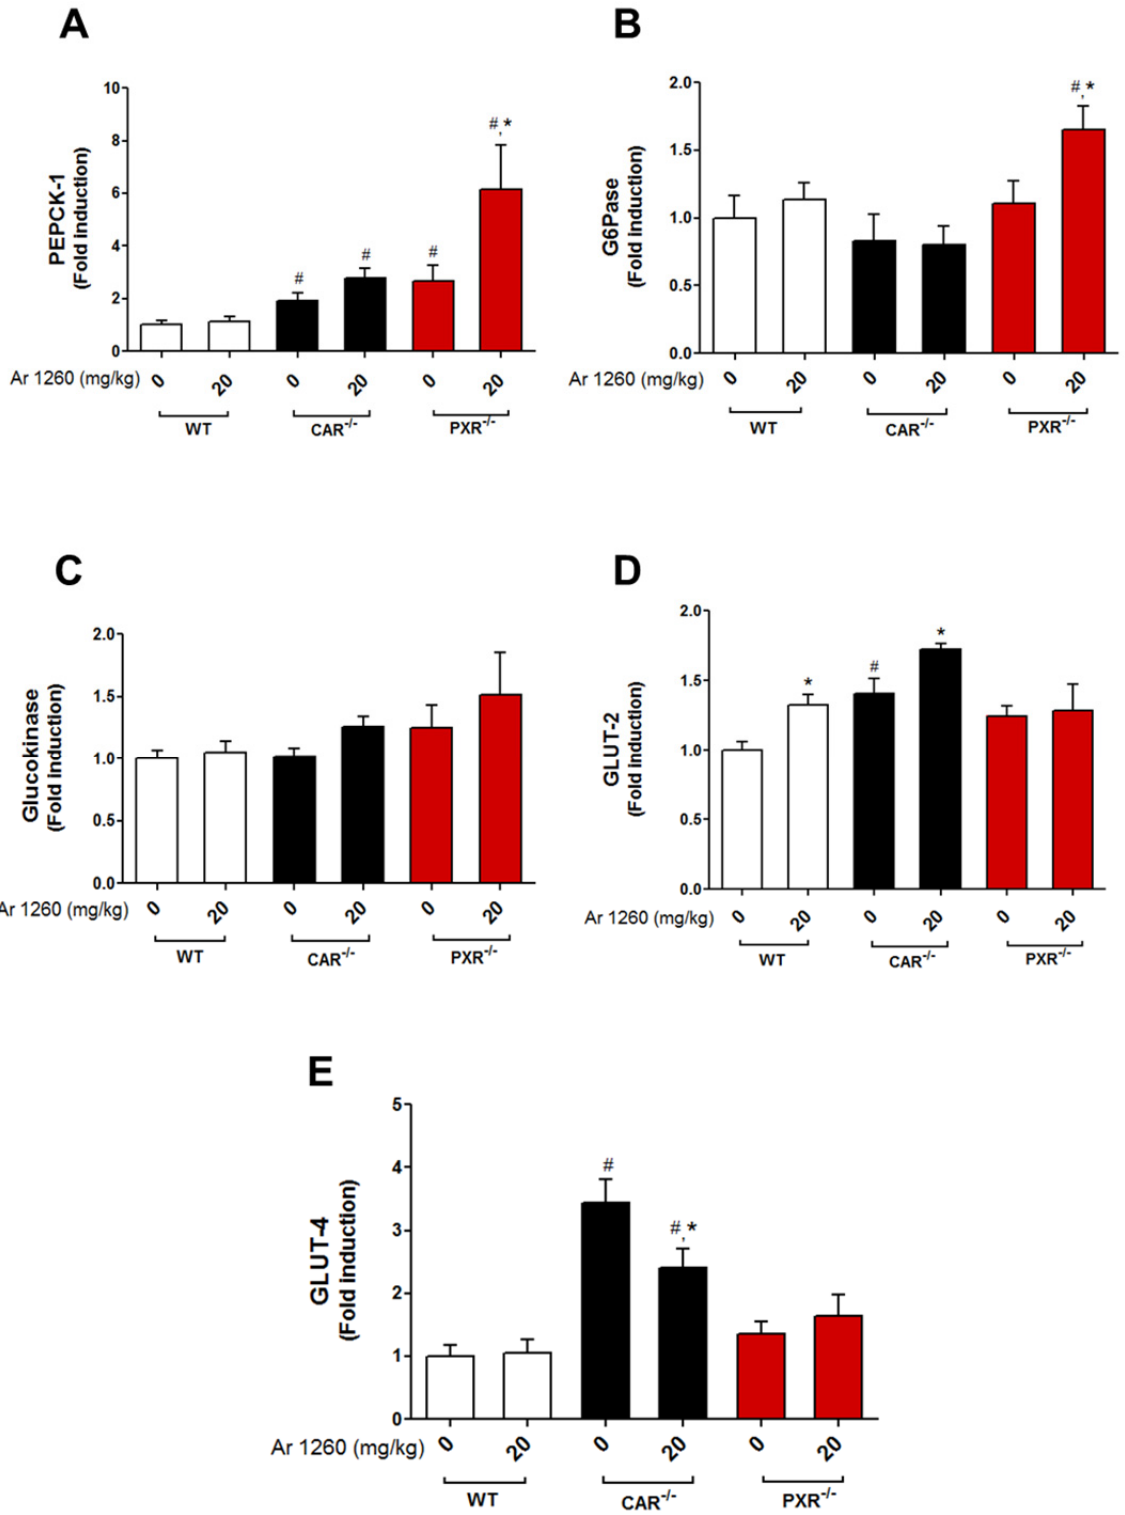 A
PEPCK-1
(Fold induction)
10
8
6
4
2
0
#
#
#
#,*
Ar 1260 (mg/kg)
0
20
0
20
0
20
WT
CAR-/-
PXR-/-
B
G6Pase
(Fold induction)
2.0
1.5
1.0
0.5
0.0
#,*
Ar 1260 (mg/kg)
0
20
0
20
0
20
WT
CAR-/-
PXR-/-
C
Glucokinase
(Fold induction)
2.0
1.5
1.0
0.5
0.0
Ar 1260 (mg/kg)
0
20
0
20
0
20
WT
CAR-/-
PXR-/-
D
GLUT-2
(Fold induction)
2.0
1.5
1.0
0.5
0.0
*
#
*
Ar 1260 (mg/kg)
0
20
0
20
0
20
WT
CAR-/-
PXR-/-
E
GLUT-4
(Fold induction)
5
4
3
2
1
0
#
#,*
Ar 1260 (mg/kg)
0
20
0
20
0
20
WT
CAR-/-
PXR-/-